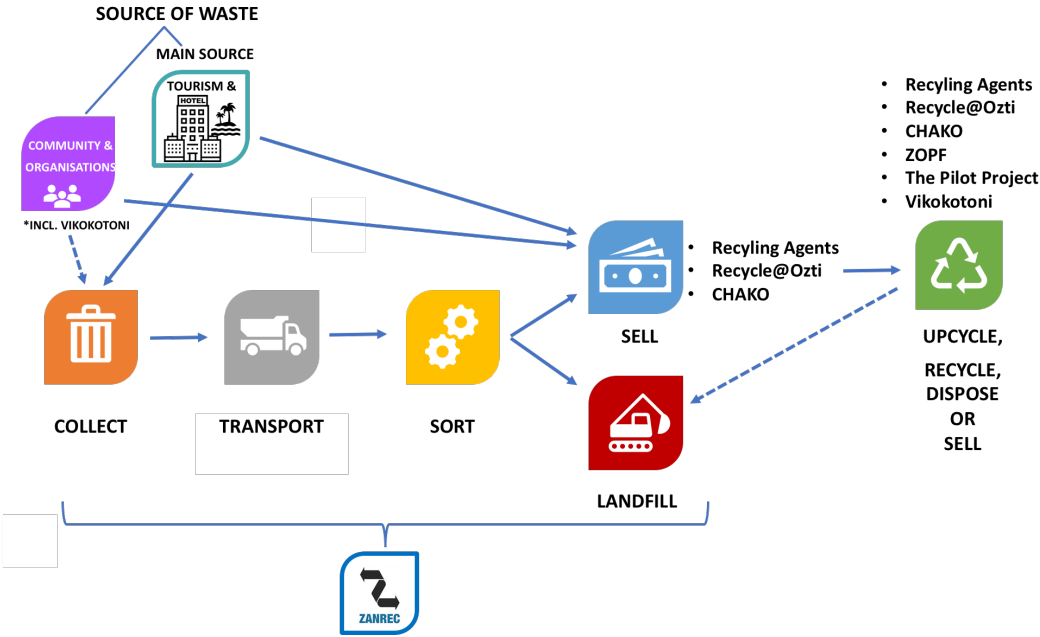 SOURCE OF WASTE
MAIN SOURCE
TOURISM &
HOTEL
COMMUNITY &
ORGANISATIONS
*INCL. VIKOKOTONI
• Recyling Agents
• Recycle@Ozti
• CHAKO
• ZOPF
• The Pilot Project
• Vikokotoni
• Recyling Agents
• Recycle@Ozti
• CHAKO
SELL
UPCYCLE,
RECYCLE,
DISPOSE
OR
SELL
COLLECT
TRANSPORT
SORT
LANDFILL
ZANREC